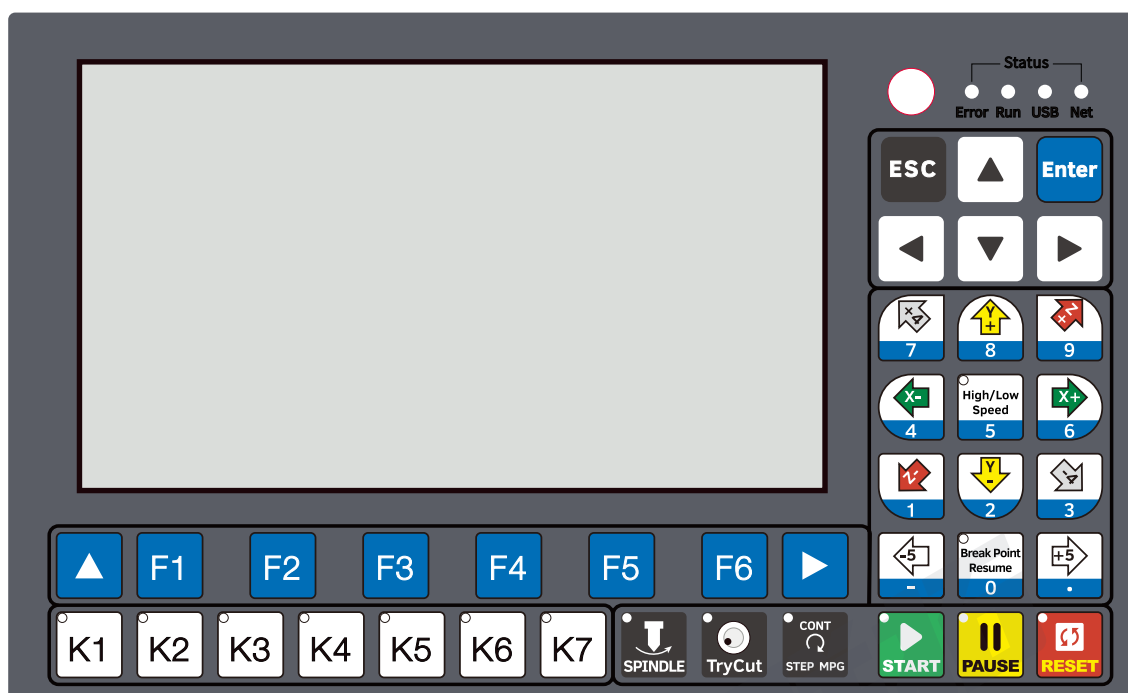 Status
Error Run USB Net
ESC
Enter
+4
7
Y
+
8
Z+
9
X-
4
High/Low
Speed
5
X+
6
Z-
1
Y
-
2
-4
3
-5
-
Break Point
Resume
0
+5
.
F1 F2 F3 F4 F5 F6
K1 K2 K3 K4 K5 K6 K7
SPINDLE
TryCut
CONT
STEP MPG
START
PAUSE
RESET